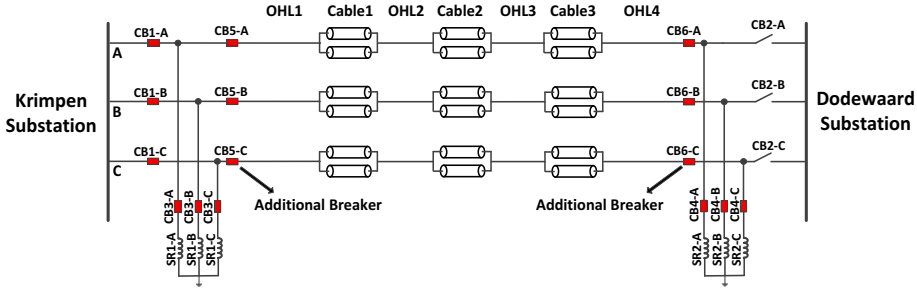 OHL1 Cable1 OHL2 Cable2 OHL3 Cable3 OHL4
CB1-A CB5-A CB6-A CB2-A
A
Krimpen
Substation
CB1-B CB5-B CB6-B CB2-B
B
Dodewaard
Substation
CB1-C CB5-C CB6-C CB2-C
C
CB3-A CB3-B CB3-C
Additional Breaker
Additional Breaker
CB4-A CB4-B CB4-C
SR1-A SR1-B SR1-C
SR2-A SR2-B SR2-C